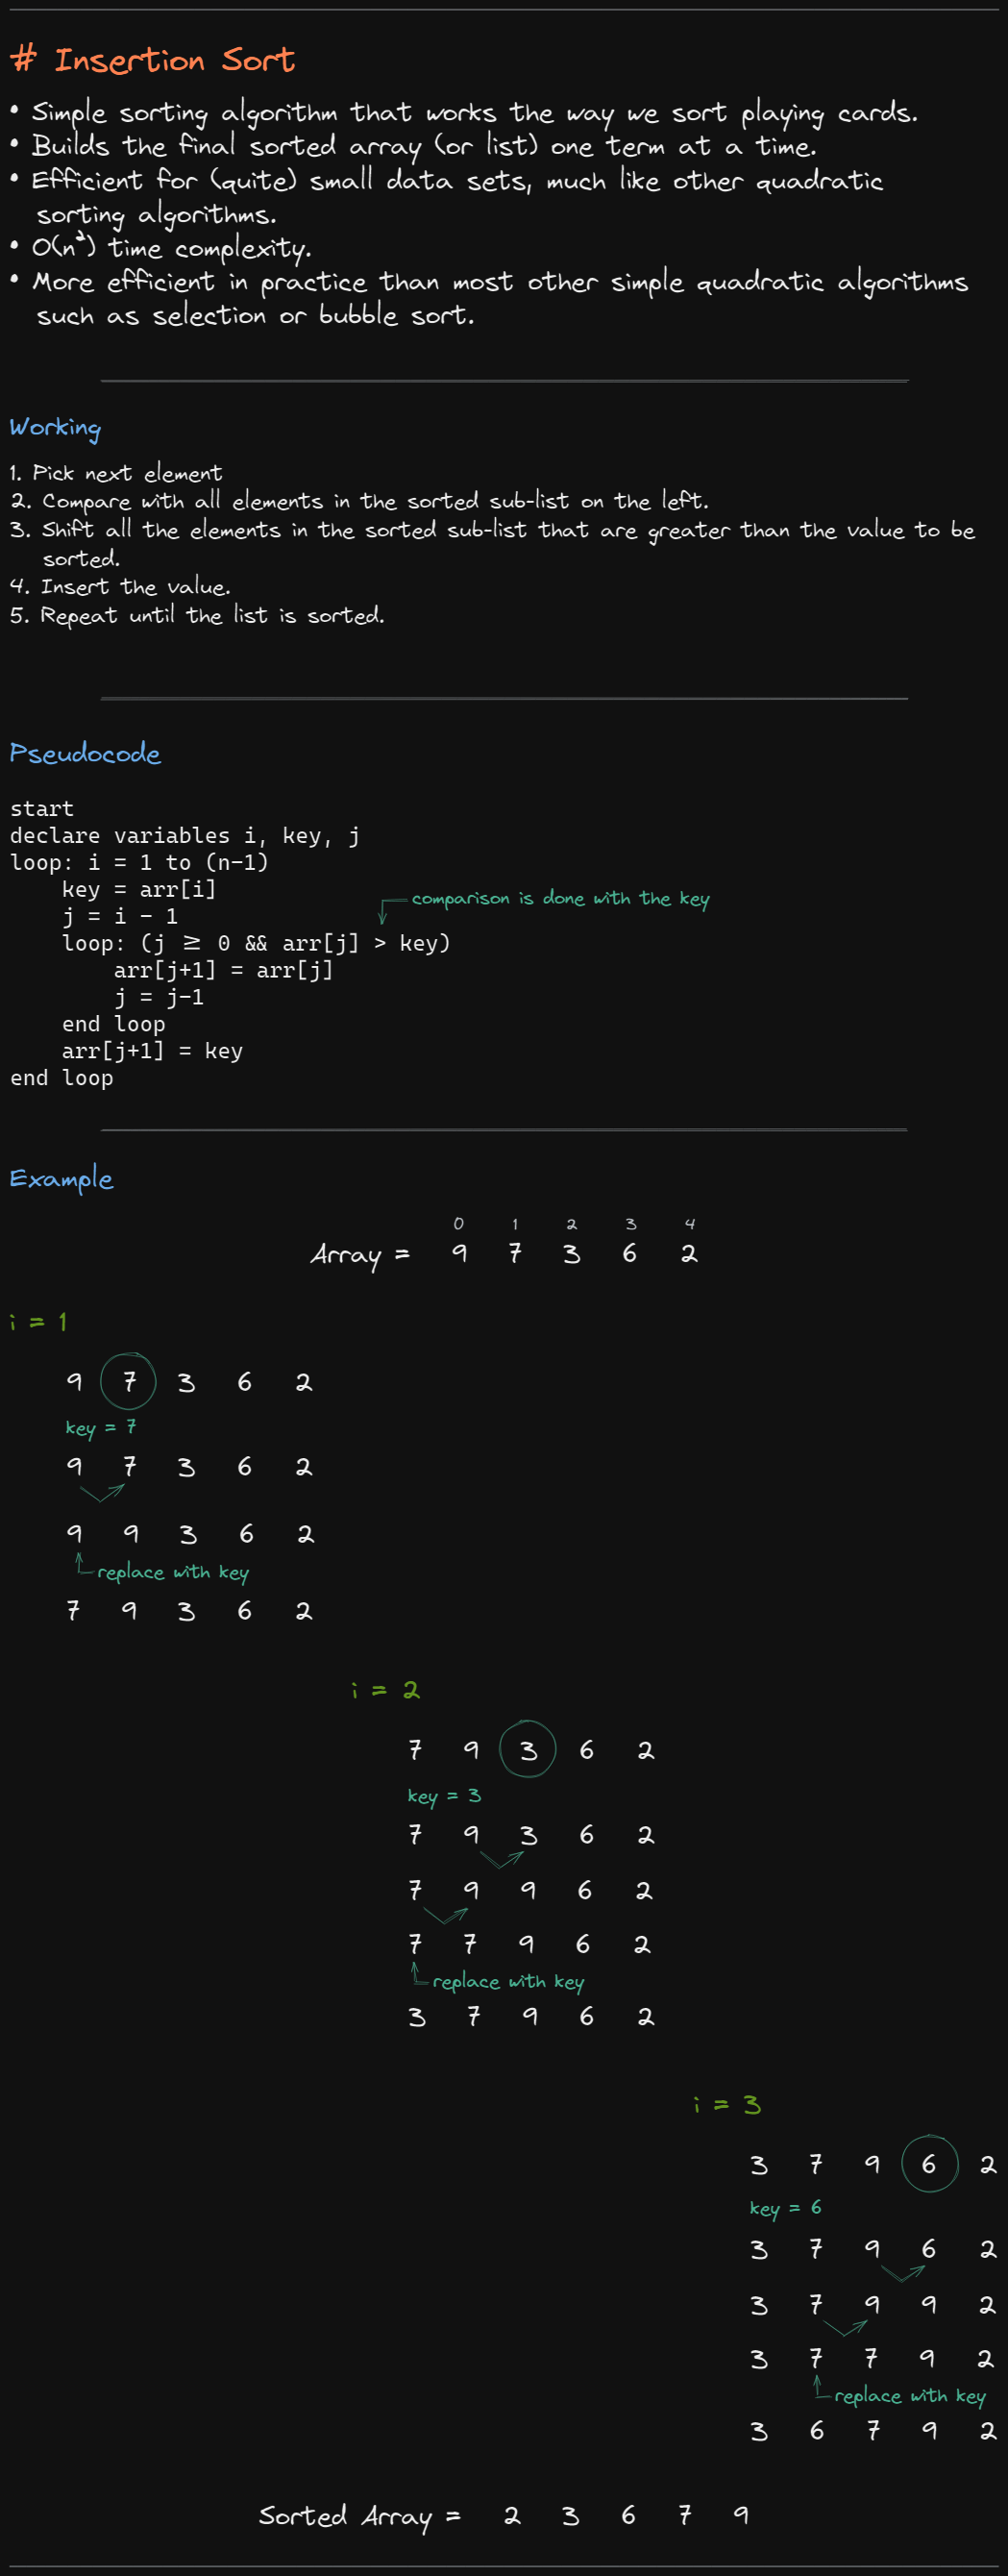 # Insertion Sort
• Simple sorting algorithm that works the way we sort playing cards.
• Builds the final sorted array (or list) one term at a time.
• Efficient for (quite) small data sets, much like other quadratic
sorting algorithms.
• O(n²) time complexity.
• More efficient in practice than most other simple quadratic algorithms
such as selection or bubble sort.
Working
1. Pick next element
2. Compare with all elements in the sorted sub-list on the left.
3. Shift all the elements in the sorted sub-list that are greater than the value to be
sorted.
4. Insert the value.
5. Repeat until the list is sorted.
Pseudocode
start
declare variables i, key, j
loop: i = 1 to (n-1)
    key = arr[i]
comparison is done with the key
    j = i - 1
    loop: (j ≥ 0 && arr[j] > key)
        arr[j+1] = arr[j]
        j = j-1
    end loop
    arr[j+1] = key
end loop
Example
0 1 2 3 4
Array = 9 7 3 6 2
i = 1
9 7 3 6 2
key = 7
9 7 3 6 2
9 9 3 6 2
replace with key
7 9 3 6 2
i = 2
7 9 3 6 2
key = 3
7 9 3 6 2
7 9 9 6 2
7 7 9 6 2
replace with key
3 7 9 6 2
i = 3
3 7 9 6 2
key = 6
3 7 9 6 2
3 7 9 9 2
3 7 7 9 2
replace with key
3 6 7 9 2
Sorted Array = 2 3 6 7 9